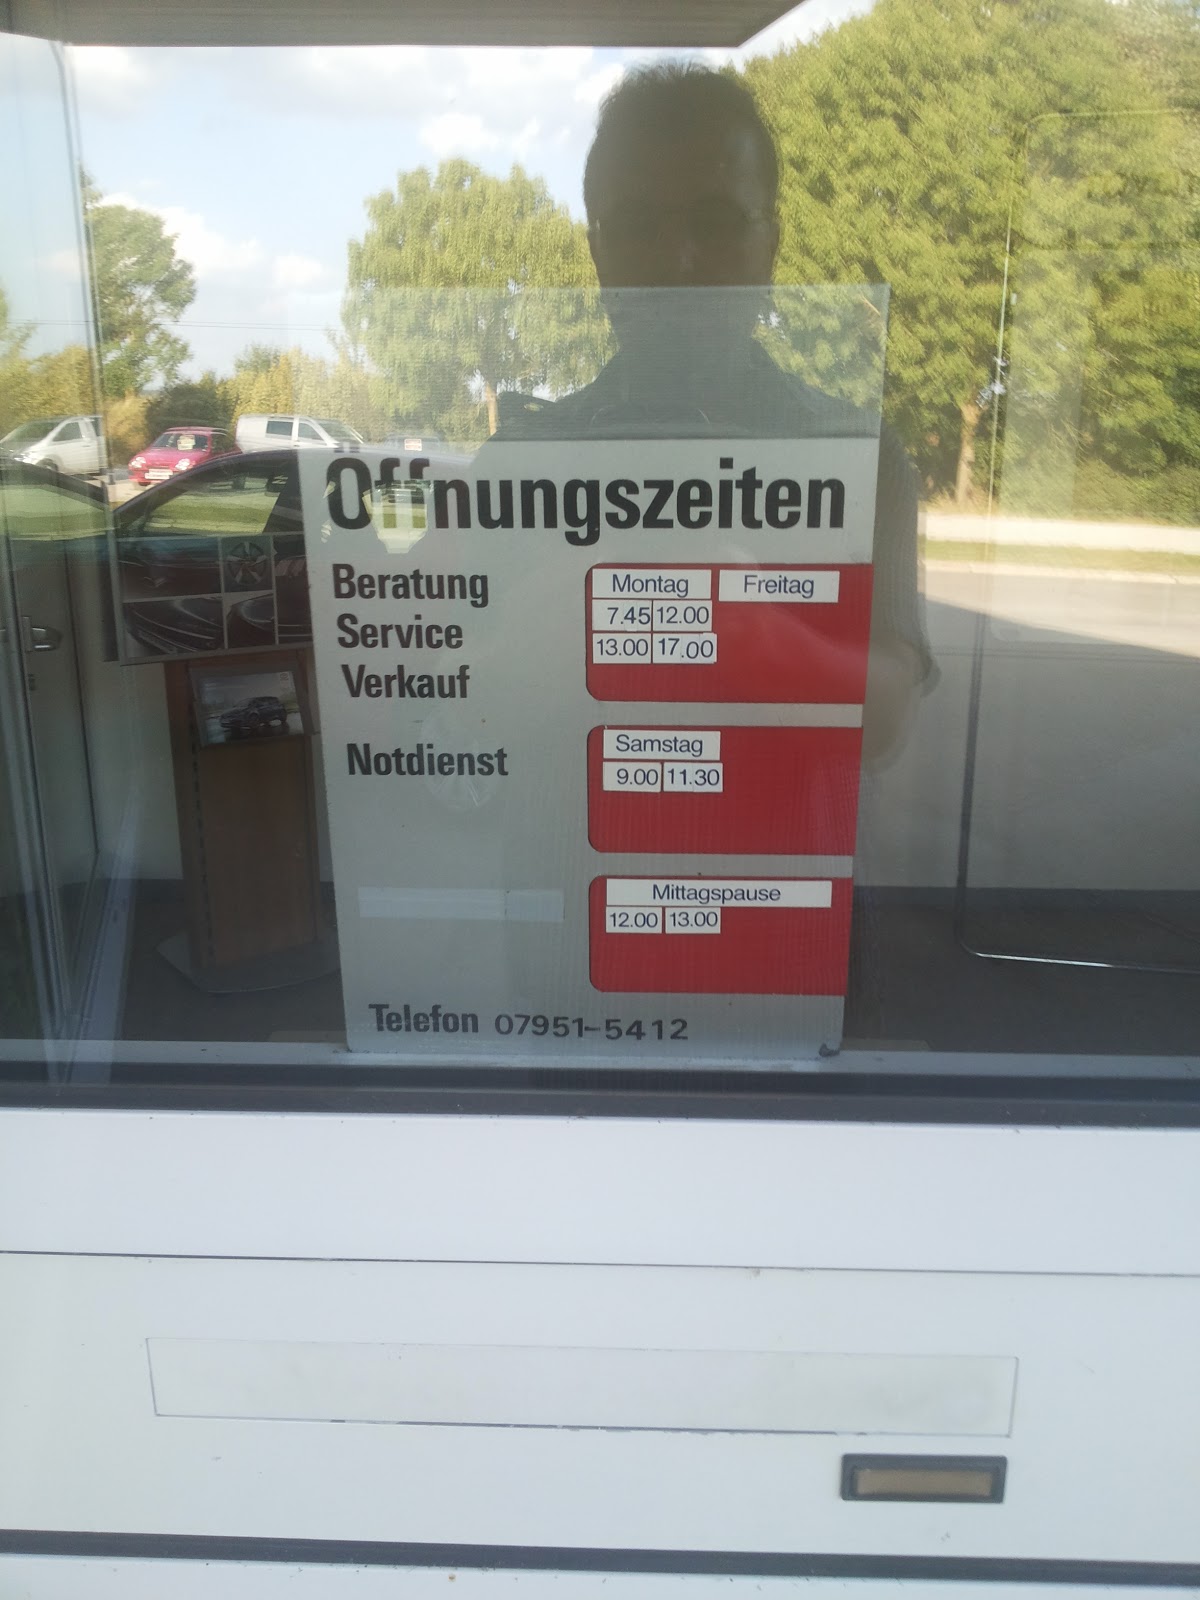 Öffnungszeiten
Beratung
Service
Verkauf
Montag Freitag
7.45 12.00
13.00 17.00
Notdienst
Samstag
9.00 11.30
Mittagspause
12.00 13.00
Telefon 07951-5412